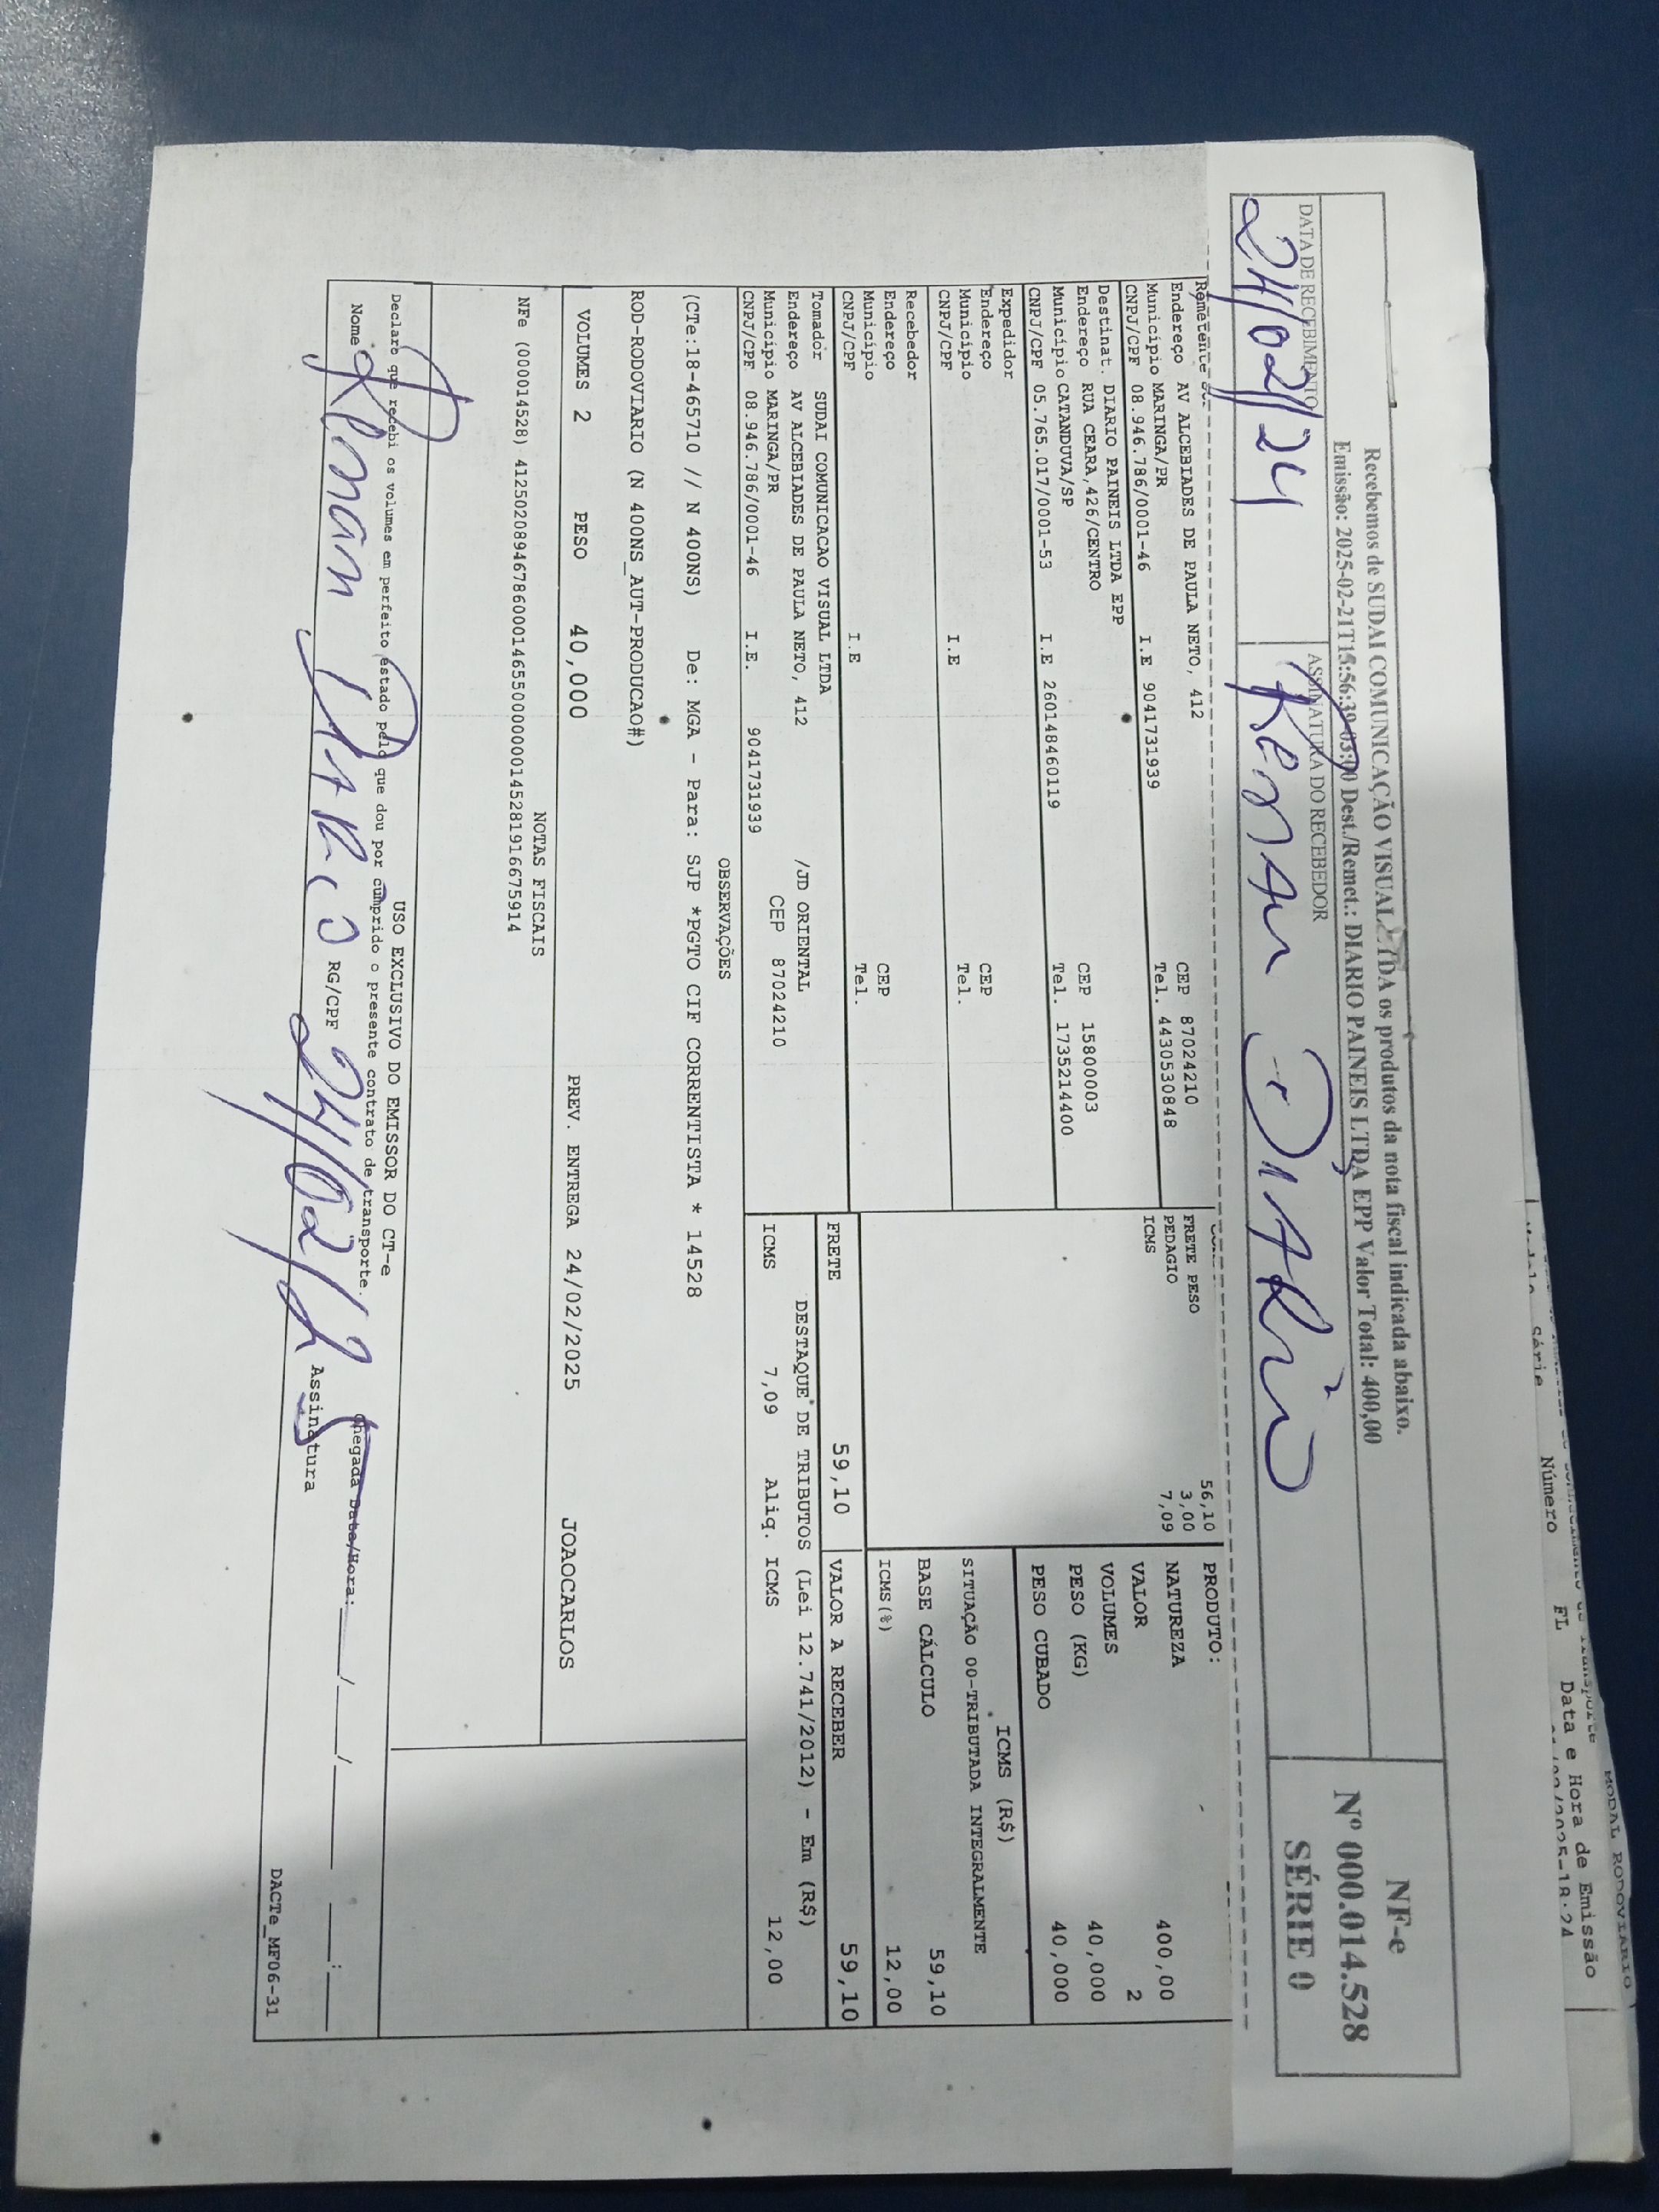 MODAL RODOVIARIO
Série Número FL Data e Hora de Emissão
Recebemos de SUDAI COMUNICAÇÃO VISUAL LTDA os produtos da nota fiscal indicada abaixo.
Emissão: 2025-02-21T15:56:39-03:00 Dest./Remet.: DIARIO PAINEIS LTDA EPP Valor Total: 400,00
DATA DE RECEBIMENTO
24/02/24
ASSINATURA DO RECEBEDOR
Renan DIARIO
NF-e
Nº 000.014.528
SÉRIE 0
Remetente
Endereço AV ALCEBIADES DE PAULA NETO, 412 CEP 87024210
Município MARINGA/PR Tel. 4430530848
CNPJ/CPF 08.946.786/0001-46 I.E 9041731939
Destinat. DIARIO PAINEIS LTDA EPP
Endereço RUA CEARA,426/CENTRO CEP 15800003
Município CATANDUVA/SP Tel. 1735214400
CNPJ/CPF 05.765.017/0001-53 I.E 260148460119
Expedidor
Endereço CEP
Município Tel.
CNPJ/CPF I.E
Recebedor
Endereço CEP
Município Tel.
CNPJ/CPF I.E
Tomador SUDAI COMUNICACAO VISUAL LTDA
Endereço AV ALCEBIADES DE PAULA NETO, 412 /JD ORIENTAL
Município MARINGA/PR CEP 87024210
CNPJ/CPF 08.946.786/0001-46 I.E. 9041731939
FRETE PESO 56,10
PEDAGIO 3,00
ICMS 7,09
PRODUTO:
NATUREZA
VALOR 400,00
VOLUMES 2
PESO (KG) 40,000
PESO CUBADO 40,000
ICMS (R$)
SITUAÇÃO 00-TRIBUTADA INTEGRALMENTE
BASE CÁLCULO 59,10
ICMS(%) 12,00
FRETE 59,10 VALOR A RECEBER 59,10
DESTAQUE DE TRIBUTOS (Lei 12.741/2012) - Em (R$)
ICMS 7,09 Aliq. ICMS 12,00
OBSERVAÇÕES
(CTe:18-465710 // N 400NS) De: MGA - Para: SJP *PGTO CIF CORRENTISTA * 14528
ROD-RODOVIARIO (N 400NS_AUT-PRODUCAO#)
VOLUMES 2 PESO 40,000 PREV. ENTREGA 24/02/2025 JOAOCARLOS
NOTAS FISCAIS
NFe (000014528) 41250208946786000146550000000145281916675914
USO EXCLUSIVO DO EMISSOR DO CT-e
Declaro que recebi os volumes em perfeito estado pelo que dou por cumprido o presente contrato de transporte.
Nome Renan DIARIO RG/CPF 24/02/25 Assinatura
Chegada Data/Hora: ____/____/______ ____:____
DACTe_MF06-31